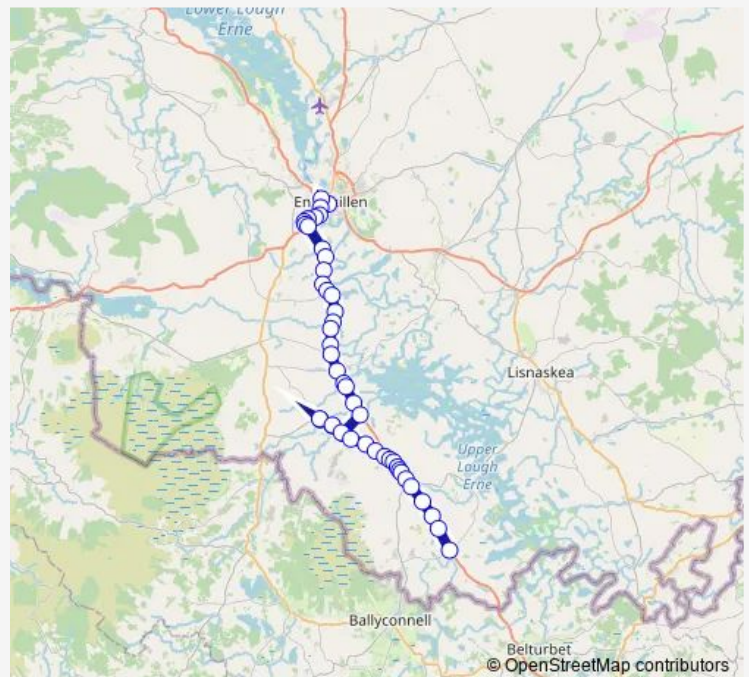 Lower Lough
Erne
Lisnaskea
Upper
Lough
Erne
Ballyconnell
Belturbet
© OpenStreetMap contributors